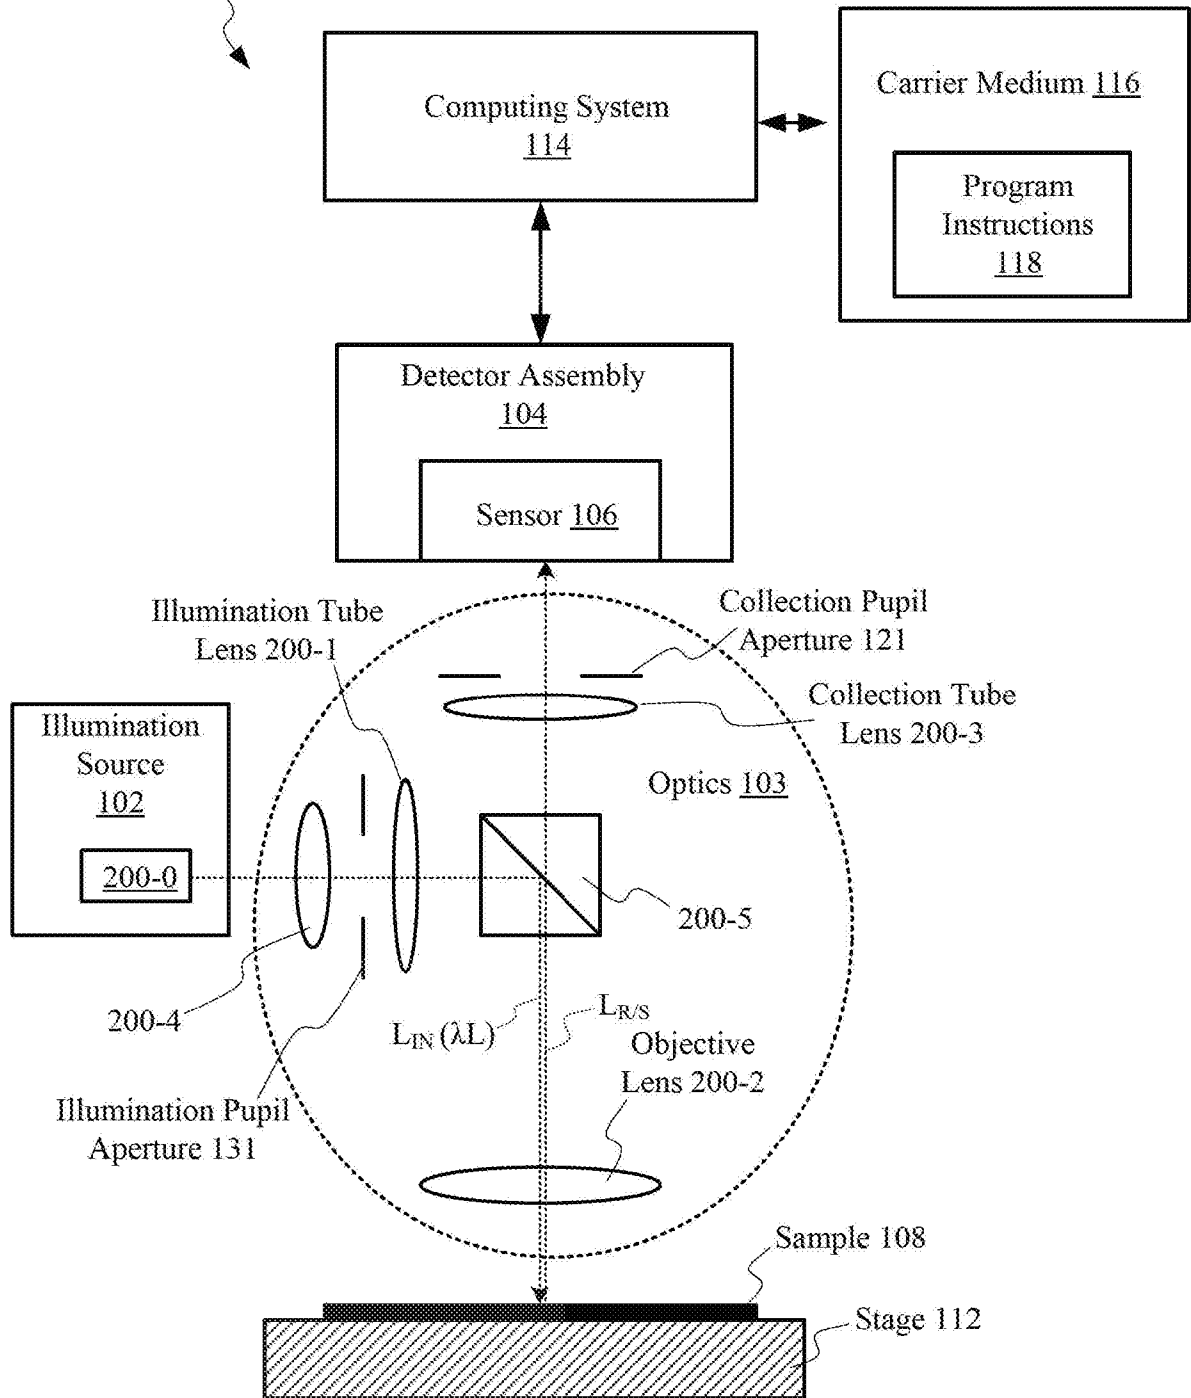 Computing System
114
Carrier Medium 116
Program
Instructions
118
Detector Assembly
104
Sensor 106
Illumination Tube
Lens 200-1
Collection Pupil
Aperture 121
Collection Tube
Lens 200-3
Illumination
Source
102
200-0
Optics 103
200-5
200-4
L_IN (λL)
L_R/S
Objective
Lens 200-2
Illumination Pupil
Aperture 131
Sample 108
Stage 112